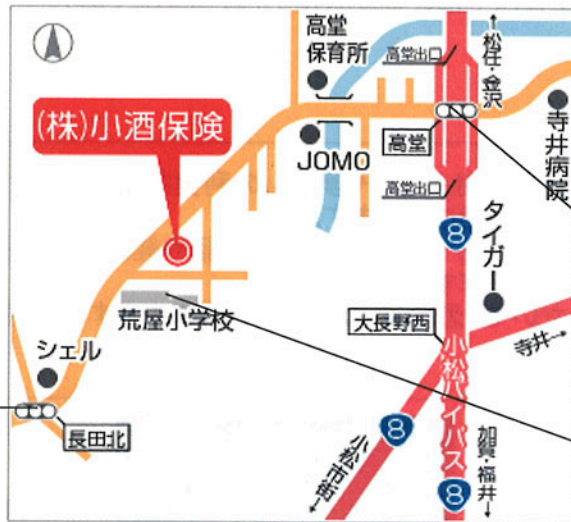 高堂
保育所
高堂出口
↑松任・金沢
(株)小酒保険
JOMO
高堂
寺井病院
高堂出口
8
タイガー
荒屋小学校
大長野西
寺井→
シェル
小松バイパス
長田北
8
小松市街↓
加賀・福井↓
8